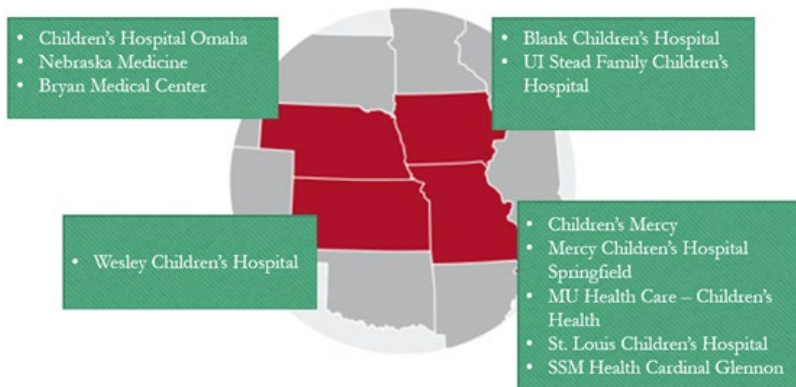 • Children's Hospital Omaha
• Nebraska Medicine
• Bryan Medical Center
• Blank Children's Hospital
• UI Stead Family Children's
Hospital
• Wesley Children's Hospital
• Children's Mercy
• Mercy Children's Hospital
Springfield
• MU Health Care – Children's
Health
• St. Louis Children's Hospital
• SSM Health Cardinal Glennon